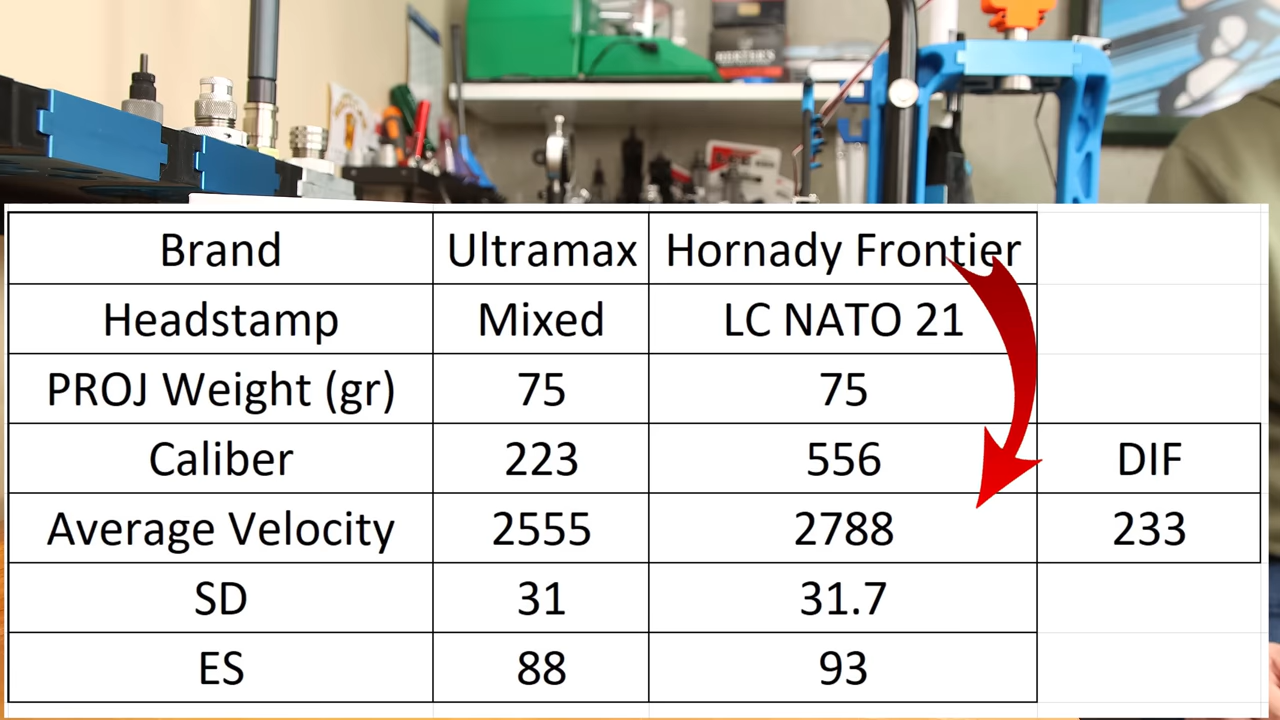 LEE
Brand Ultramax Hornady Frontier
Headstamp Mixed LC NATO 21
PROJ Weight (gr) 75 75
Caliber 223 556 DIF
Average Velocity 2555 2788 233
SD 31 31.7
ES 88 93